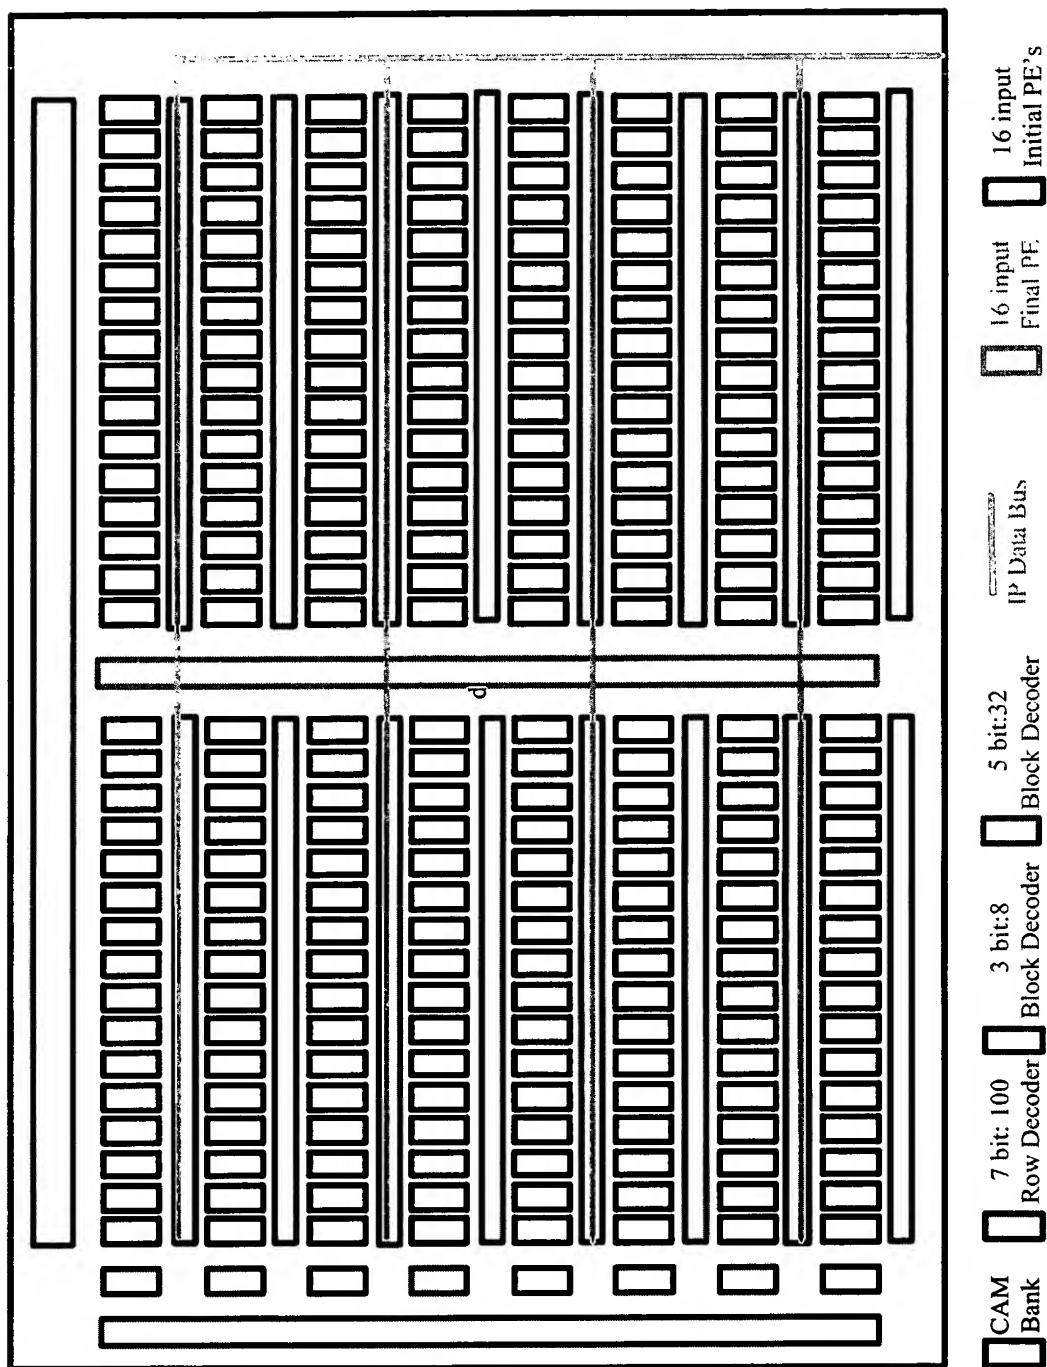 d
CAM
Bank
7 bit: 100
Row Decoder
3 bit:8
Block Decoder
5 bit:32
Block Decoder
IP Data Bus
16 input
Final PE
16 input
Initial PE's